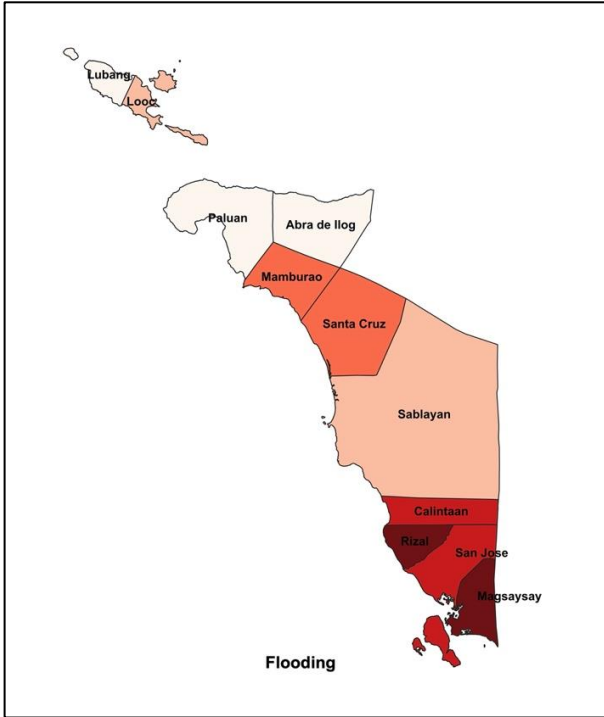 Lubang
Looc
Paluan
Abra de Ilog
Mamburao
Santa Cruz
Sablayan
Calintaan
Rizal
San Jose
Magsaysay
Flooding